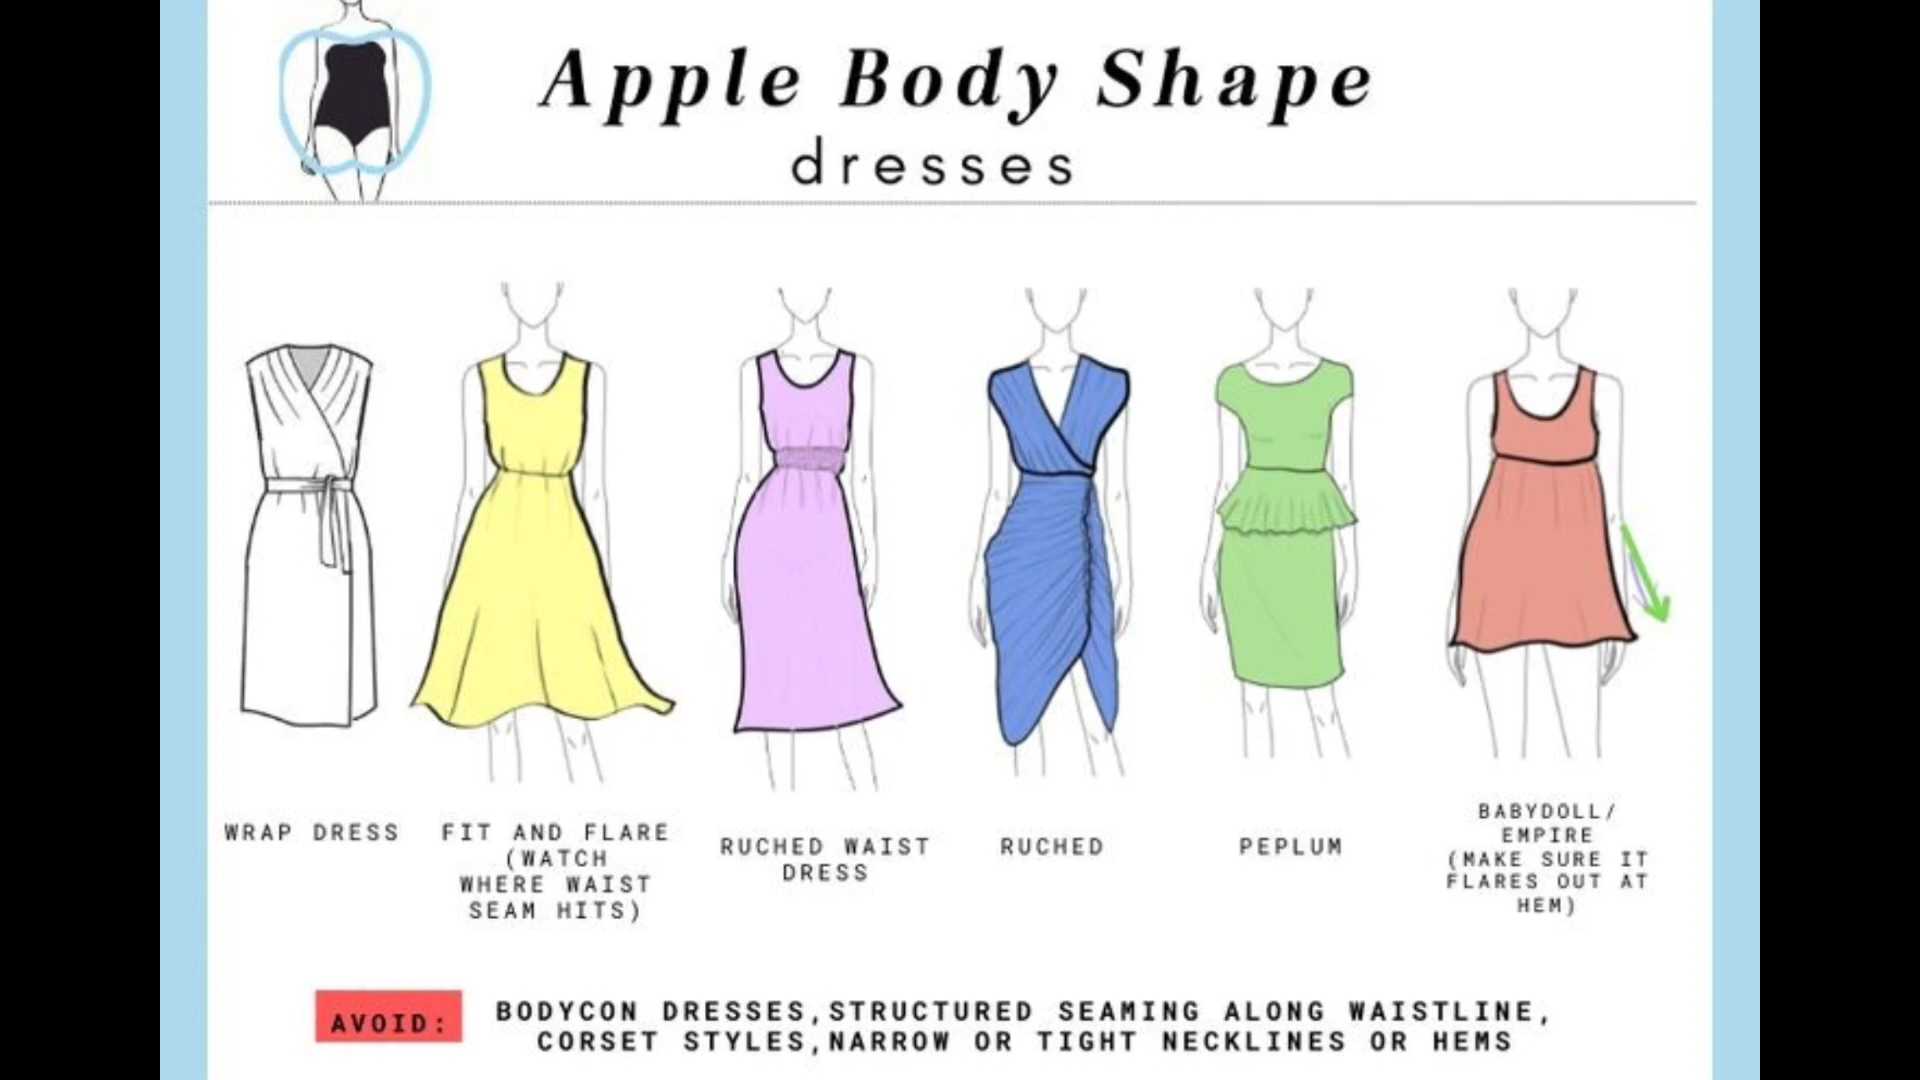 Apple Body Shape
dresses
WRAP DRESS
FIT AND FLARE
(WATCH
WHERE WAIST
SEAM HITS)
RUCHED WAIST
DRESS
RUCHED
PEPLUM
BABYDOLL/
EMPIRE
(MAKE SURE IT
FLARES OUT AT
HEM)
AVOID:
BODYCON DRESSES,STRUCTURED SEAMING ALONG WAISTLINE,
CORSET STYLES,NARROW OR TIGHT NECKLINES OR HEMS